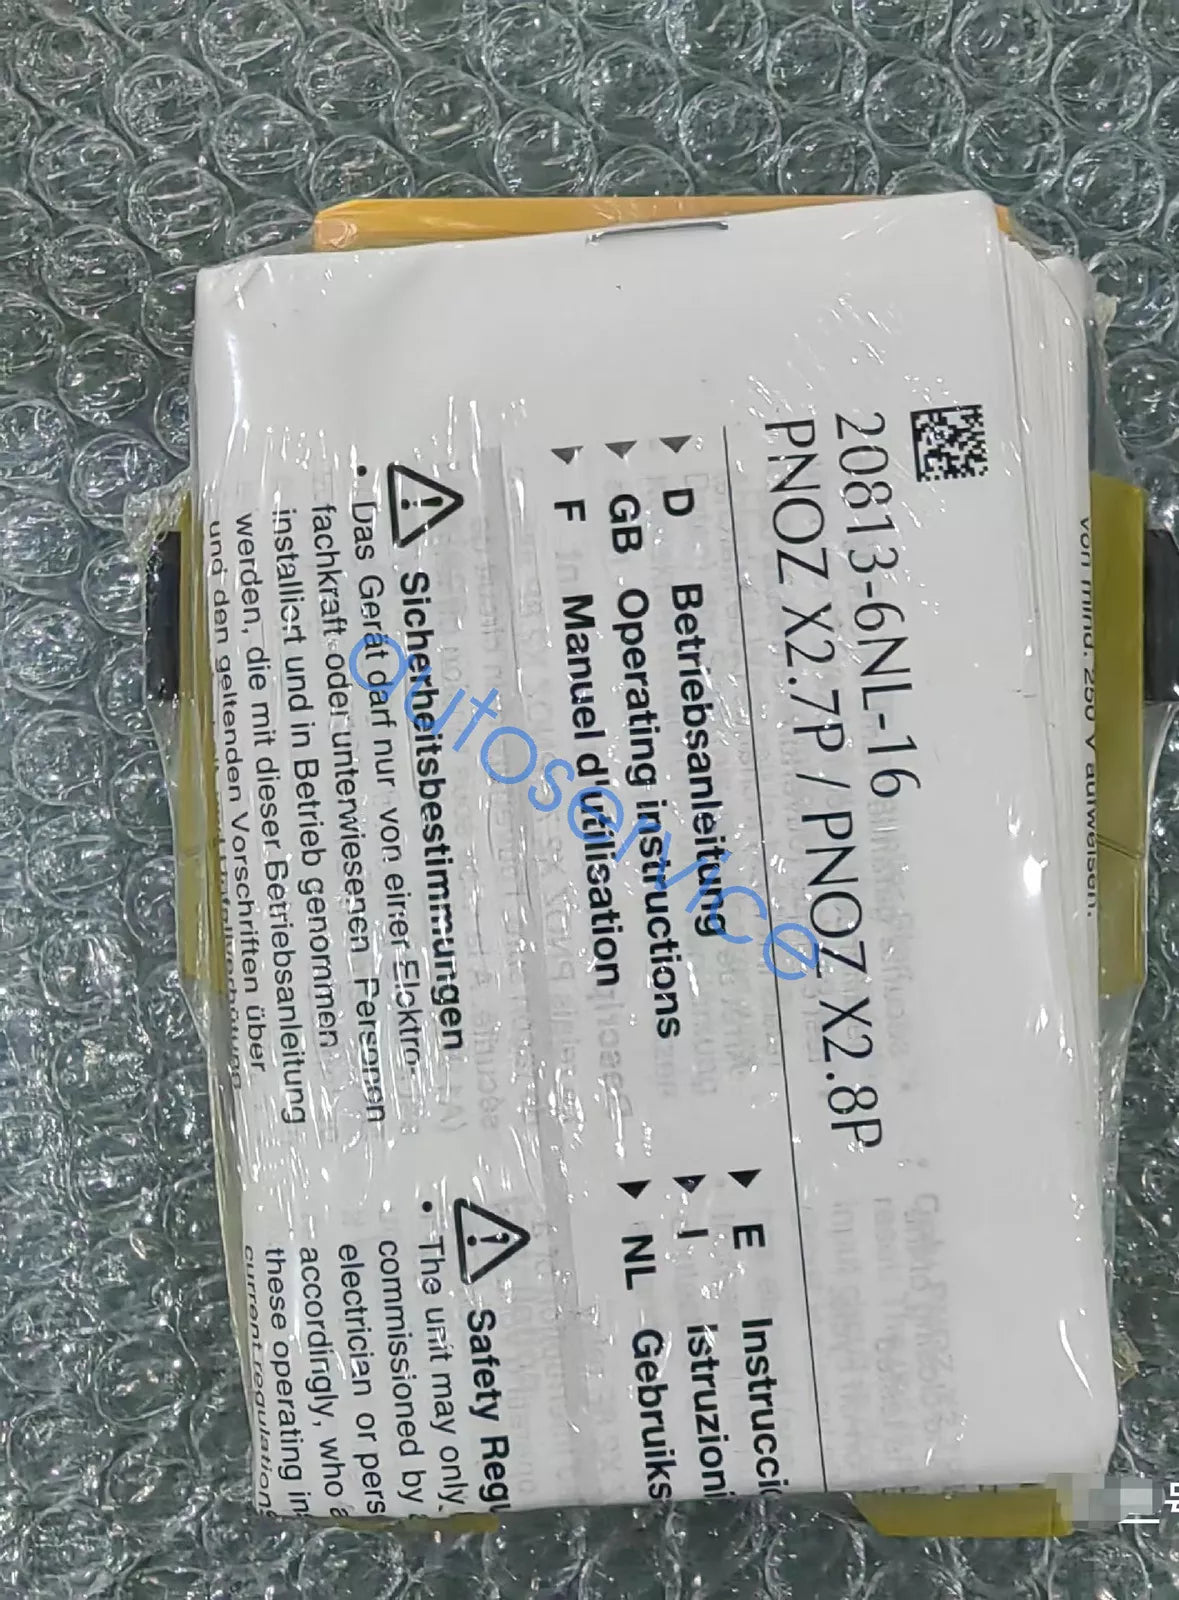 20813-6NL-16
PNOZ X2.7P / PNOZ X2.8P
D Betriebsanleitung
GB Operating instructions
F Manuel d'utilisation
E Instrucci
I Istruzioni
NL Gebruiks
Sicherheitsbestimmungen
• Das Gerät darf nur von einer Elektro-
fachkraft oder unterwiesenen Personen
installiert und in Betrieb genommen
werden, die mit dieser Betriebsanleitung
und den geltenden Vorschriften über
Safety Regu
• The unit may only
commissioned by
electrician or pers
accordingly, who a
these operating in
current regulations
von mind. 250 V aufweisen.
autoservice